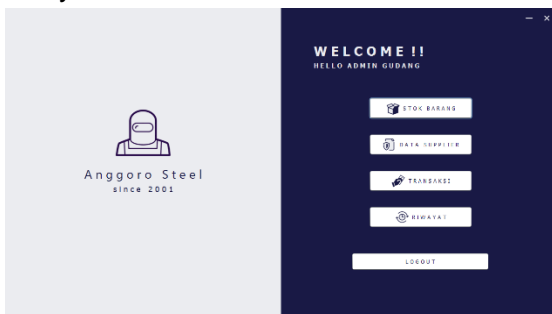 WELCOME !!
HELLO ADMIN GUDANG
STOK BARANG
DATA SUPPLIER
TRANSAKSI
RIWAYAT
LOGOUT
Anggoro Steel
since 2001